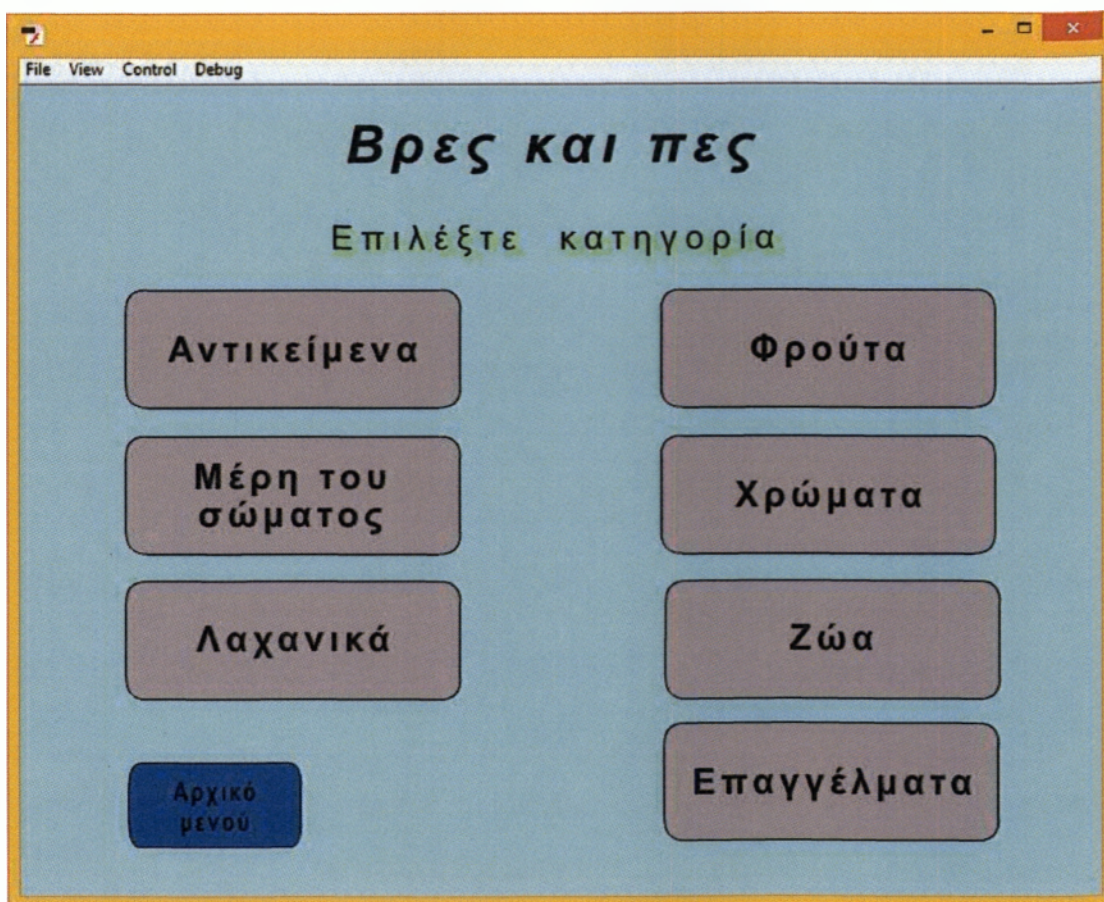 File View Control Debug
Βρες και πες
Επιλέξτε κατηγορία
Αντικείμενα
Φρούτα
Μέρη του
σώματος
Χρώματα
Λαχανικά
Ζώα
Αρχικό
μενού
Επαγγέλματα